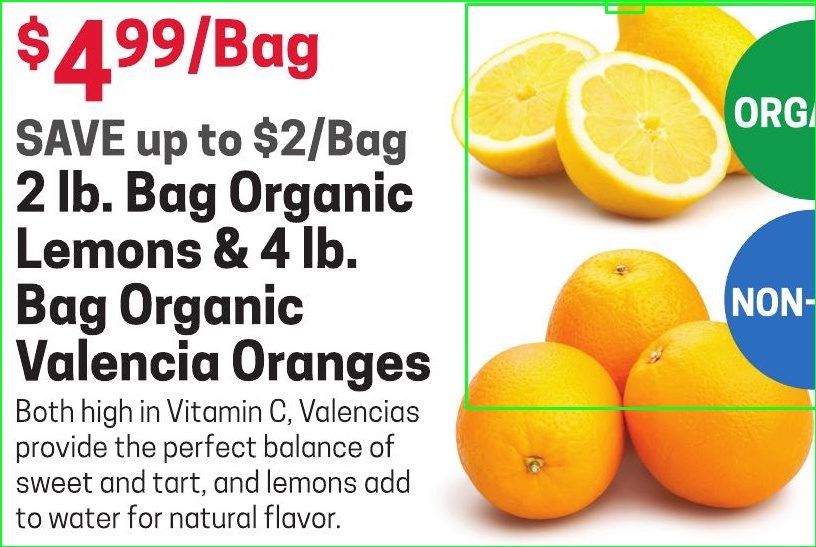 $4.99/Bag
SAVE up to $2/Bag
2 lb. Bag Organic
Lemons & 4 lb.
Bag Organic
Valencia Oranges
Both high in Vitamin C, Valencias
provide the perfect balance of
sweet and tart, and lemons add
to water for natural flavor.
ORGA
NON-